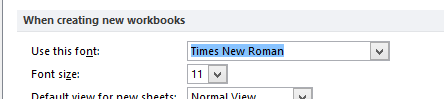 When creating new workbooks
Use this font: Times New Roman
Font size: 11
Default view for new sheets: Normal View